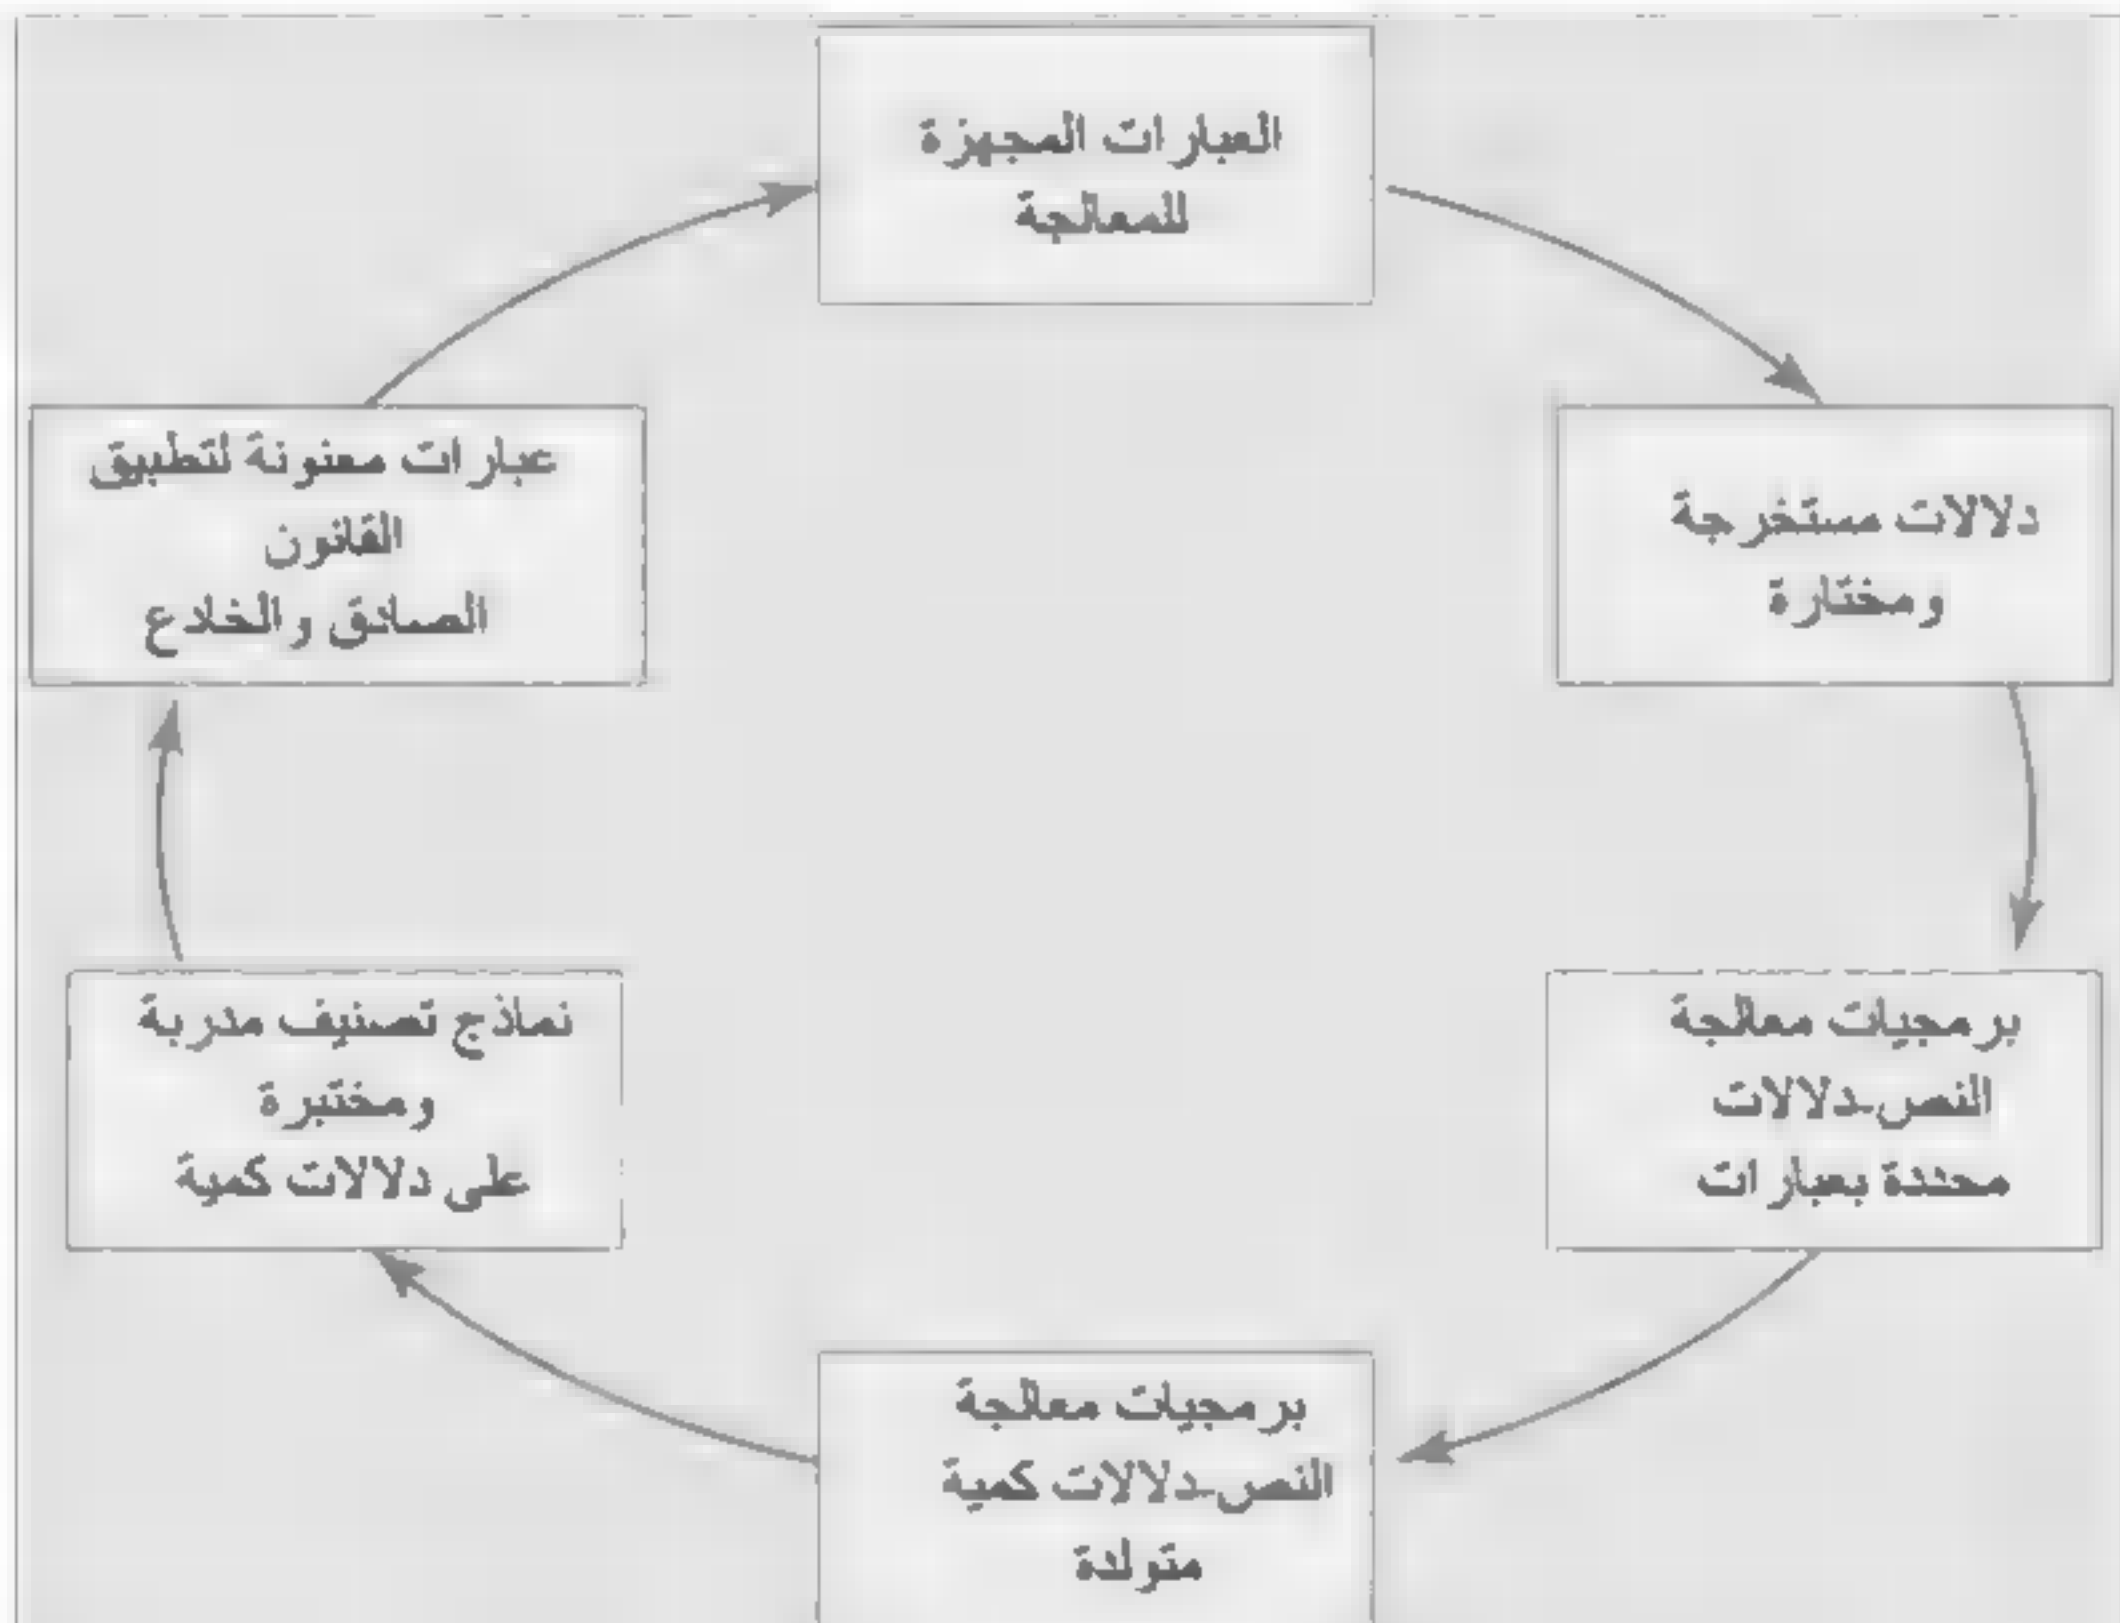 العبارات المجهزة
للمعالجة
دلالات مستخرجة
ومختارة
برمجيات معالجة
النص-دلالات
محددة بعبارات
برمجيات معالجة
النص-دلالات كمية
متولدة
نماذج تصنيف مدربة
ومختبرة
على دلالات كمية
عبارات معنونة لتطبيق
القانون
الصادق والخادع